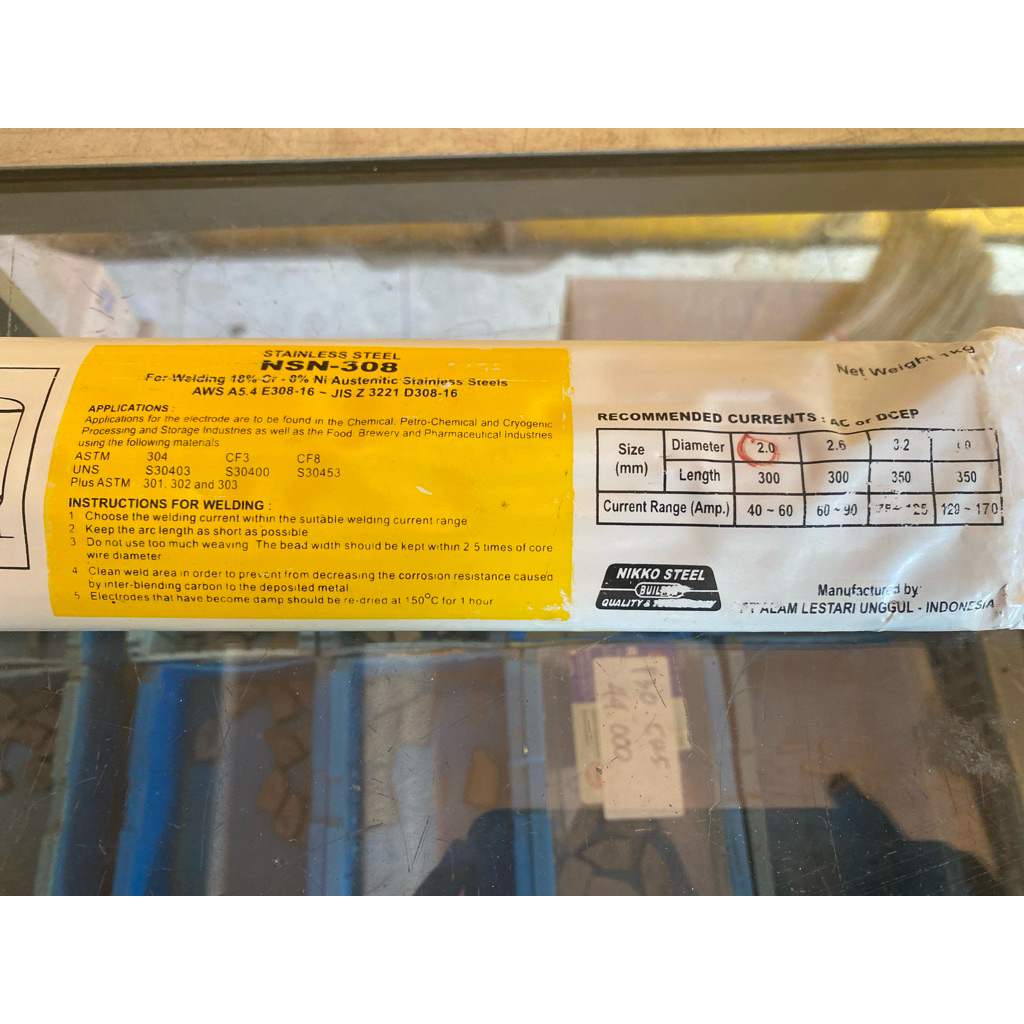 STAINLESS STEEL
NSN-308
For Welding 18% Cr - 8% Ni Austenitic Stainless Steels
AWS A5.4 E308-16 ~ JIS Z 3221 D308-16
APPLICATIONS :
Applications for the electrode are to be found in the Chemical, Petro-Chemical and Cryogenic
Processing and Storage Industries as well as the Food, Brewery and Pharmaceutical Industries
using the following materials
ASTM 304 CF3 CF8
UNS S30403 S30400 S30453
Plus ASTM 301, 302 and 303
INSTRUCTIONS FOR WELDING :
1 Choose the welding current within the suitable welding current range
2 Keep the arc length as short as possible
3 Do not use too much weaving. The bead width should be kept within 2.5 times of core
wire diameter
4 Clean weld area in order to prevent from decreasing the corrosion resistance caused
by inter-blending carbon to the deposited metal
5 Electrodes that have become damp should be re-dried at 150°C for 1 hour
Net Weight 1kg
RECOMMENDED CURRENTS : AC or DCEP
Size (mm) Diameter 2.0 2.6 3.2
Length 300 300 350 350
Current Range (Amp.) 40 ~ 60 60 ~ 90 75 ~ 125 120 ~ 170
NIKKO STEEL
QUALITY &
Manufactured by
PT ALAM LESTARI UNGGUL - INDONESIA
44.000